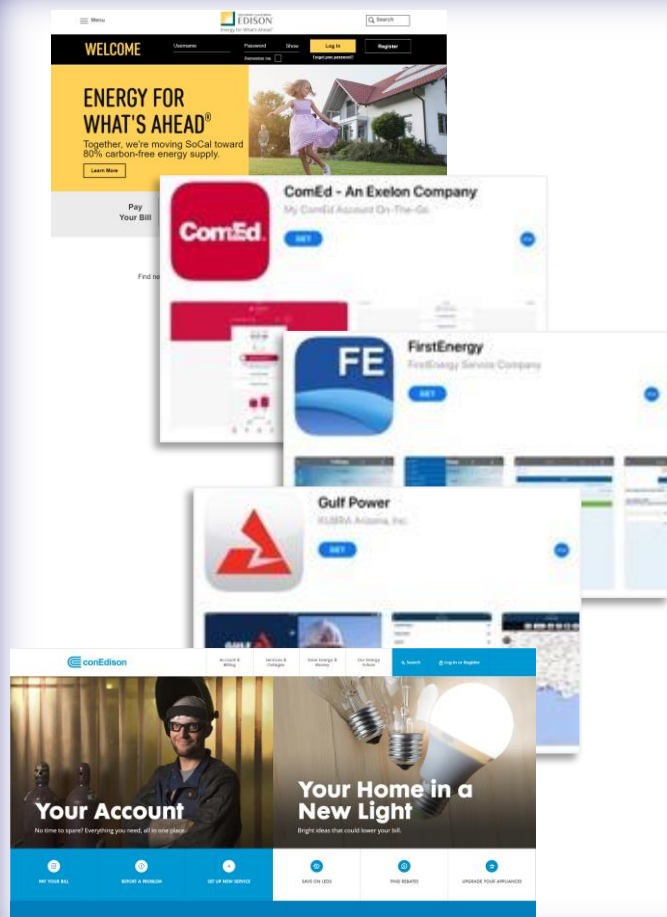 Menu
SOUTHERN CALIFORNIA
EDISON
Energy for What's Ahead®
Search
WELCOME
Username
Password
Show
Log In
Register
Remember me
Forgot your password?
ENERGY FOR
WHAT'S AHEAD®
Together, we're moving SoCal toward
80% carbon-free energy supply.
Learn More
Pay
Your Bill
ComEd - An Exelon Company
My ComEd Account On-The-Go
ComEd.
GET
FE
FirstEnergy
FirstEnergy Service Company
GET
Gulf Power
KUBRA Arizona, Inc.
GET
conEdison
Account &
Billing
Services &
Outages
Save Energy &
Money
Our Energy
Future
Search
Log In or Register
Your Account
No time to spare? Everything you need, all in one place.
Your Home in a
New Light
Bright ideas that could lower your bill.
PAY YOUR BILL
REPORT A PROBLEM
SET UP NEW SERVICE
SAVE ON LEDS
FIND REBATES
UPGRADE YOUR APPLIANCES